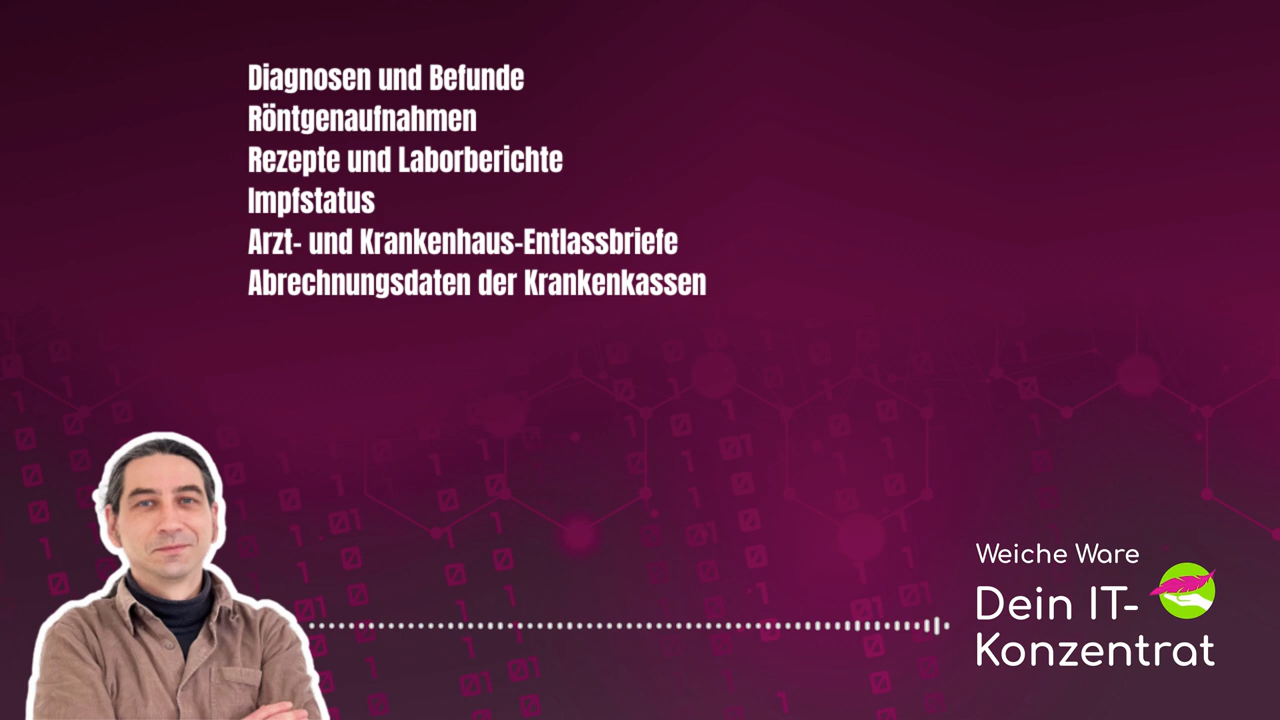 Diagnosen und Befunde
Röntgenaufnahmen
Rezepte und Laborberichte
Impfstatus
Arzt- und Krankenhaus-Entlassbriefe
Abrechnungsdaten der Krankenkassen
Weiche Ware
Dein IT-
Konzentrat